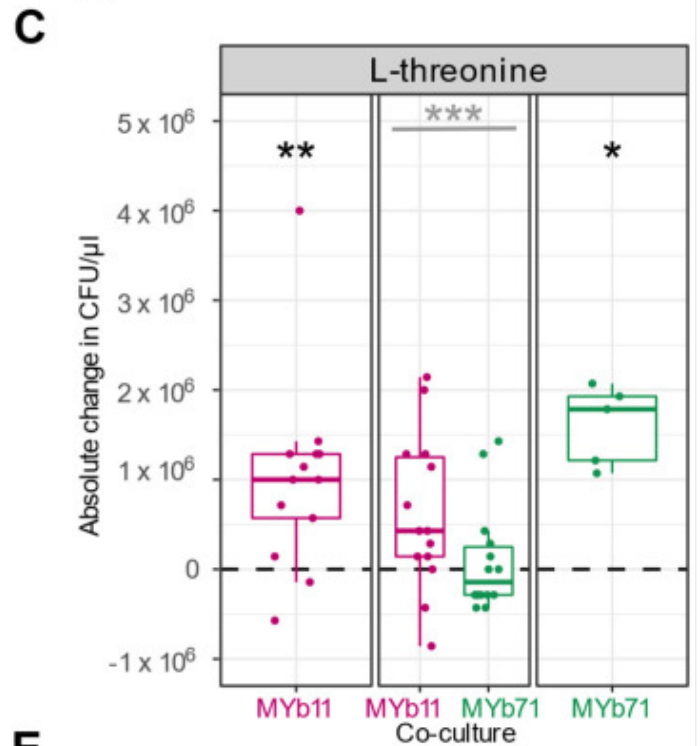 C
L-threonine
Absolute change in CFU/µl
5 x 10⁶
4 x 10⁶
3 x 10⁶
2 x 10⁶
1 x 10⁶
0
-1 x 10⁶
**
***
*
MYb11 MYb11 MYb71 MYb71
Co-culture